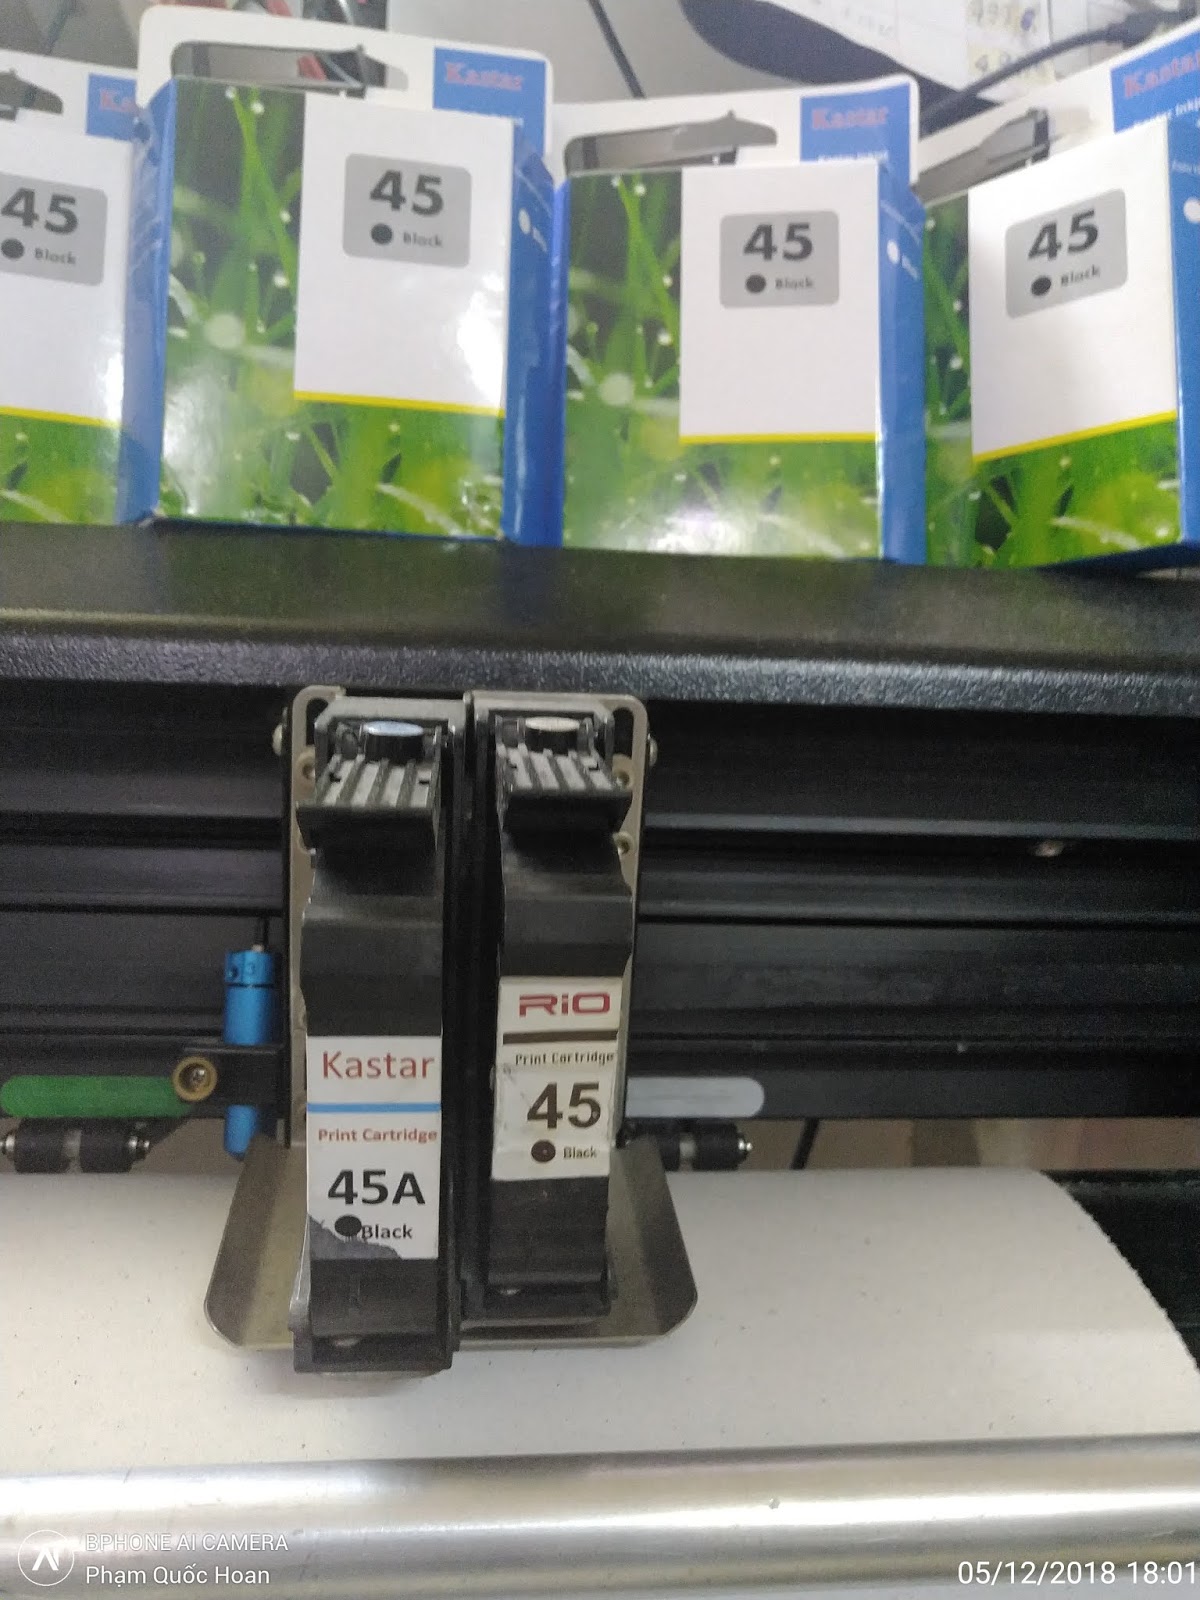 Kastar
Kastar
Kastar
45
Black
45
Black
45
Black
45
Black
RiO
Print Cartridge
45
Black
Kastar
Print Cartridge
45A
Black
BPHONE AI CAMERA
Phạm Quốc Hoan
05/12/2018 18:01